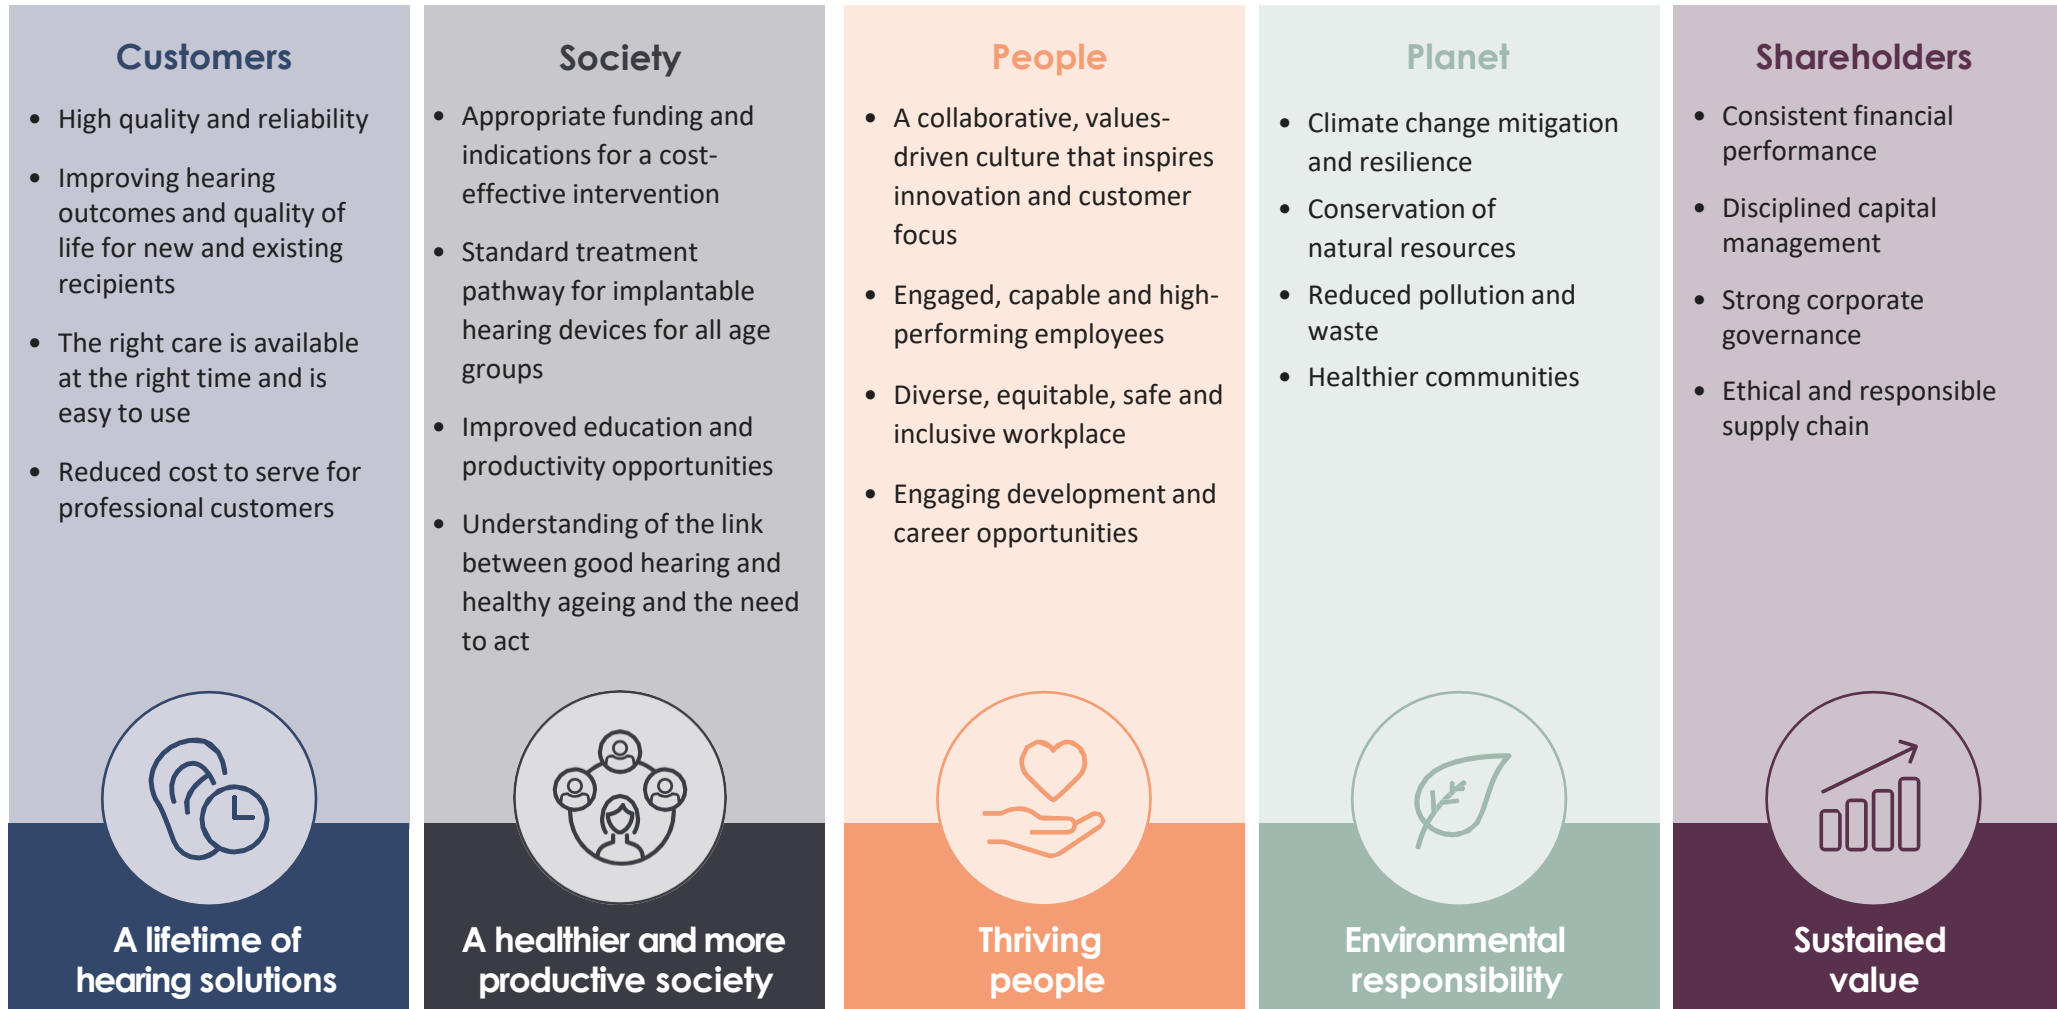 Customers
• High quality and reliability
• Improving hearing
outcomes and quality of
life for new and existing
recipients
• The right care is available
at the right time and is
easy to use
• Reduced cost to serve for
professional customers
A lifetime of
hearing solutions
Society
• Appropriate funding and
indications for a cost-
effective intervention
• Standard treatment
pathway for implantable
hearing devices for all age
groups
• Improved education and
productivity opportunities
• Understanding of the link
between good hearing and
healthy ageing and the need
to act
A healthier and more
productive society
People
• A collaborative, values-
driven culture that inspires
innovation and customer
focus
• Engaged, capable and high-
performing employees
• Diverse, equitable, safe and
inclusive workplace
• Engaging development and
career opportunities
Thriving
people
Planet
• Climate change mitigation
and resilience
• Conservation of
natural resources
• Reduced pollution and
waste
• Healthier communities
Environmental
responsibility
Shareholders
• Consistent financial
performance
• Disciplined capital
management
• Strong corporate
governance
• Ethical and responsible
supply chain
Sustained
value